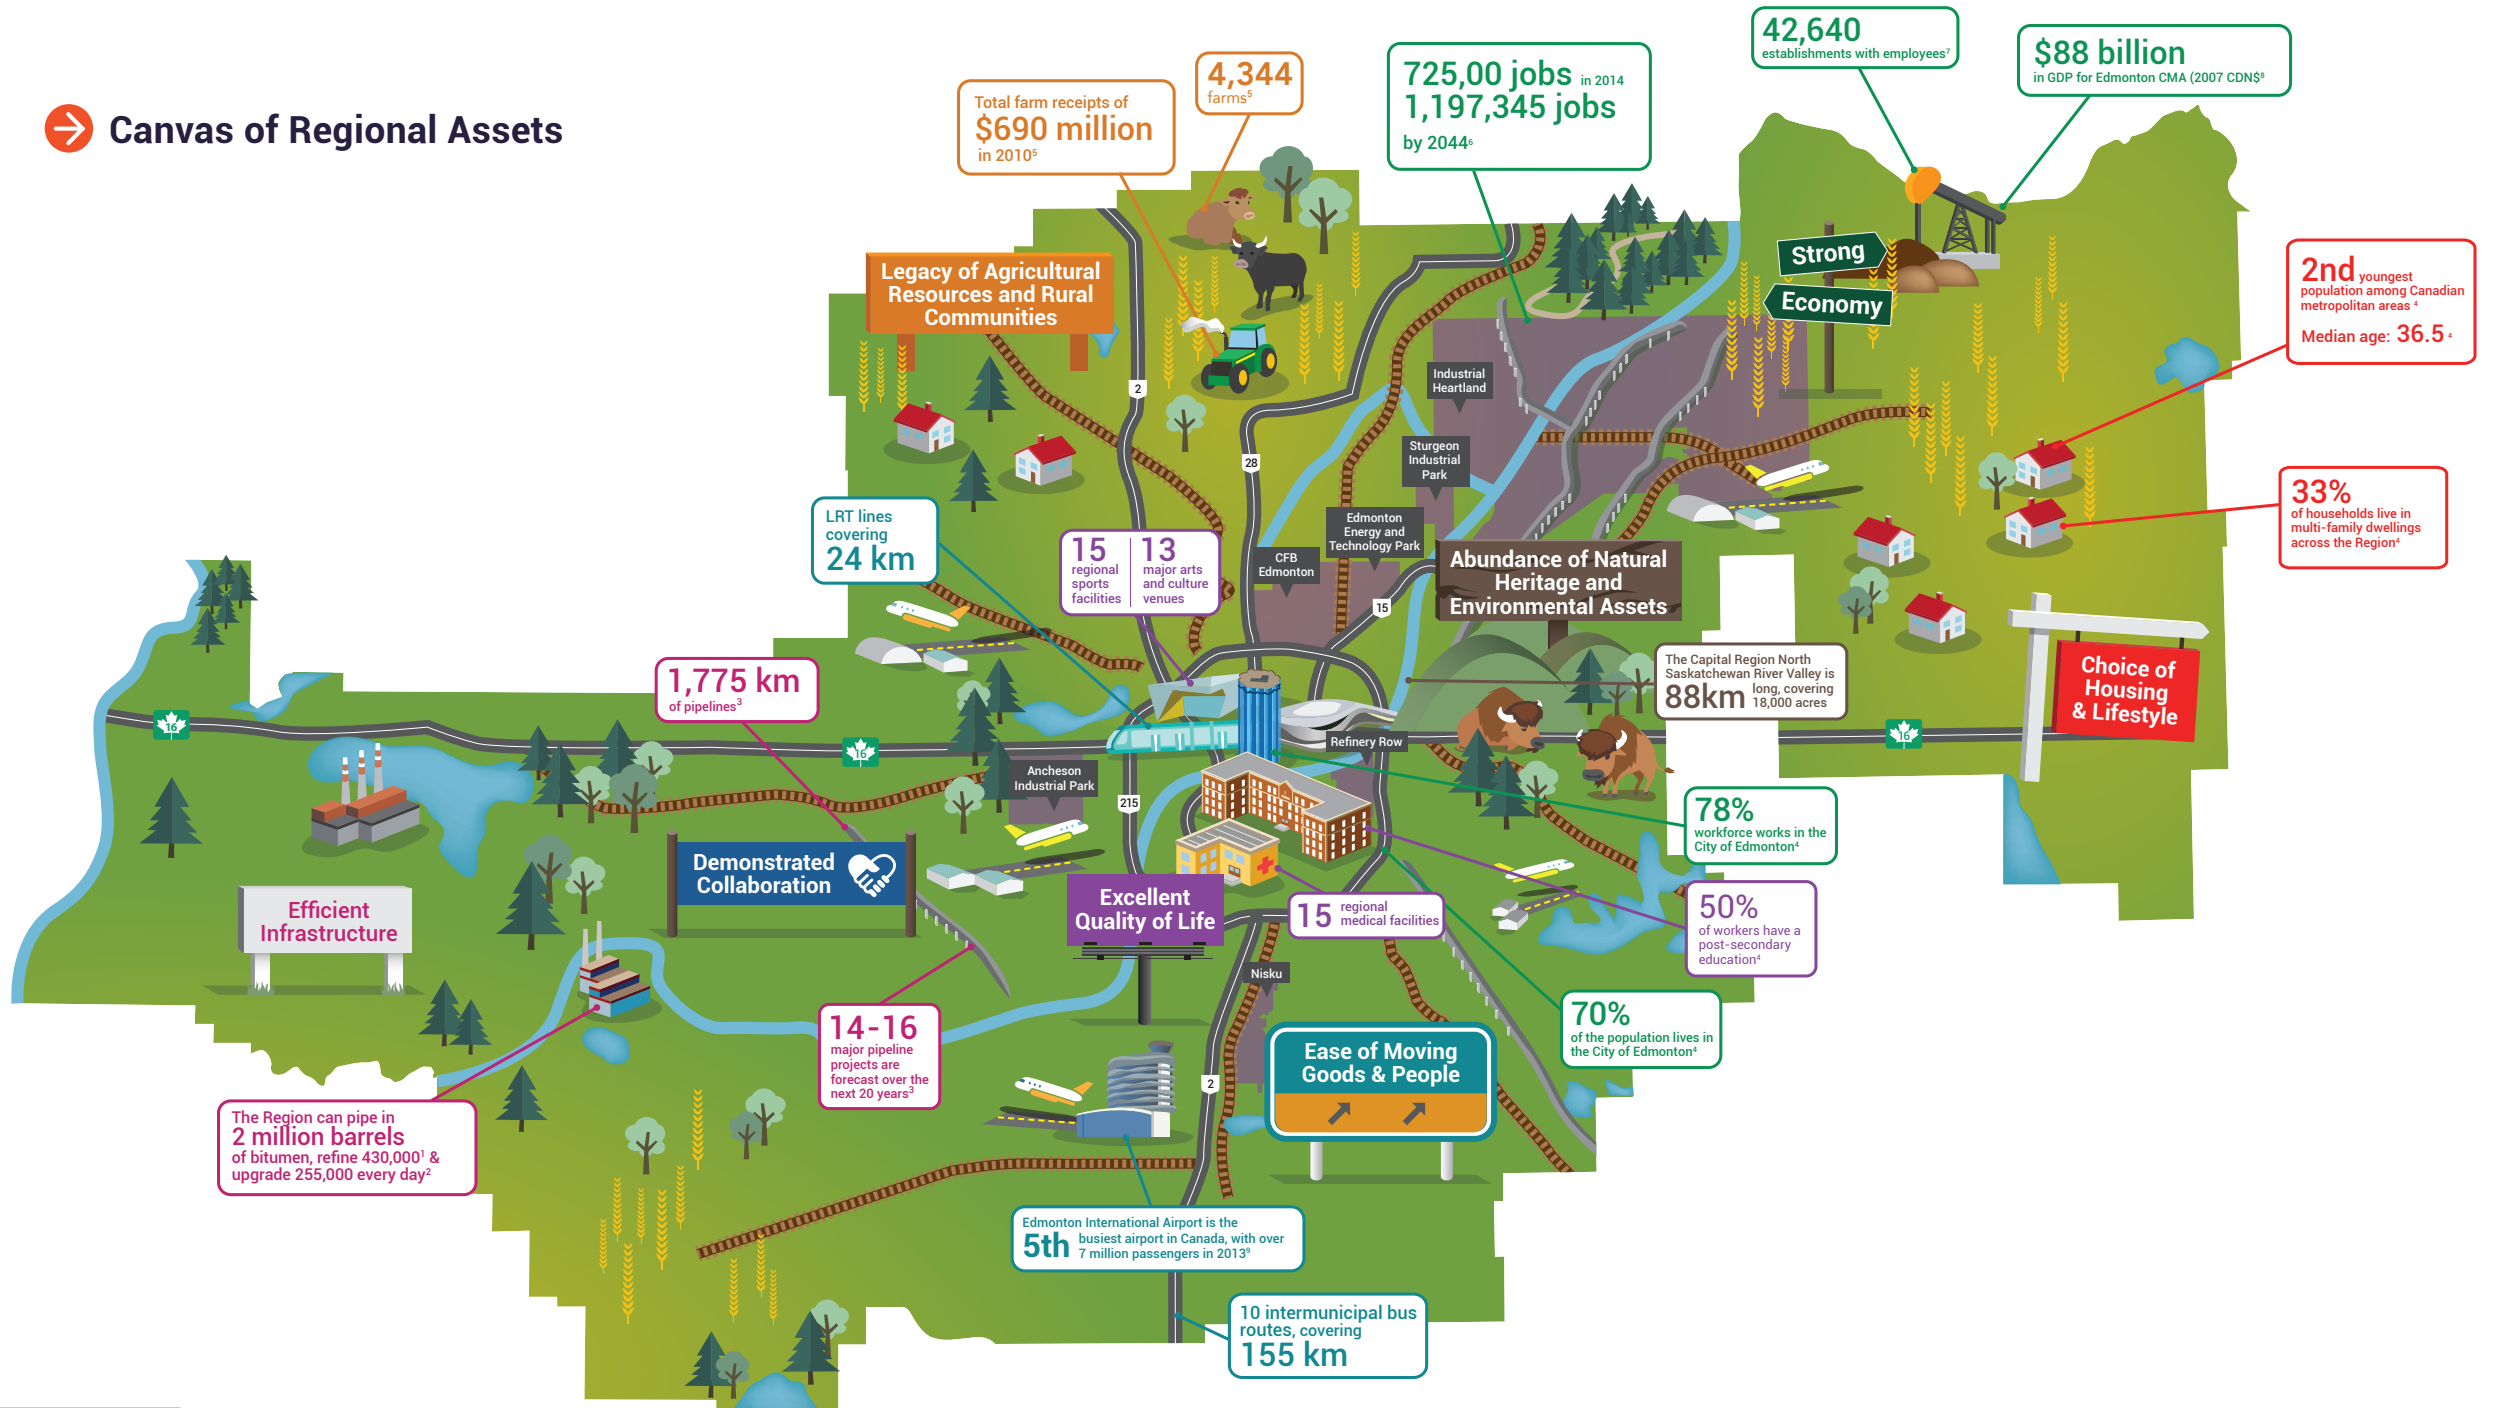 Canvas of Regional Assets
Total farm receipts of
$690 million
in 2010⁵
4,344
farms⁵
725,00 jobs in 2014
1,197,345 jobs
by 2044⁶
42,640
establishments with employees⁷
$88 billion
in GDP for Edmonton CMA (2007 CDN$⁸
Strong
Economy
2nd youngest
population among Canadian
metropolitan areas ⁴
Median age: 36.5 ⁴
Legacy of Agricultural
Resources and Rural
Communities
2
28
Industrial
Heartland
Sturgeon
Industrial
Park
Edmonton
Energy and
Technology Park
CFB
Edmonton
15
33%
of households live in
multi-family dwellings
across the Region⁴
LRT lines
covering
24 km
15
regional
sports
facilities
13
major arts
and culture
venues
Abundance of Natural
Heritage and
Environmental Assets
The Capital Region North
Saskatchewan River Valley is
88km long, covering
18,000 acres
Choice of
Housing
& Lifestyle
1,775 km
of pipelines³
16
16
16
Refinery Row
Ancheson
Industrial Park
215
78%
workforce works in the
City of Edmonton⁴
Demonstrated
Collaboration
Excellent
Quality of Life
15 regional
medical facilities
50%
of workers have a
post-secondary
education⁴
Efficient
Infrastructure
Nisku
70%
of the population lives in
the City of Edmonton⁴
14-16
major pipeline
projects are
forecast over the
next 20 years³
Ease of Moving
Goods & People
2
The Region can pipe in
2 million barrels
of bitumen, refine 430,000¹ &
upgrade 255,000 every day²
Edmonton International Airport is the
5th busiest airport in Canada, with over
7 million passengers in 2013⁹
10 intermunicipal bus
routes, covering
155 km